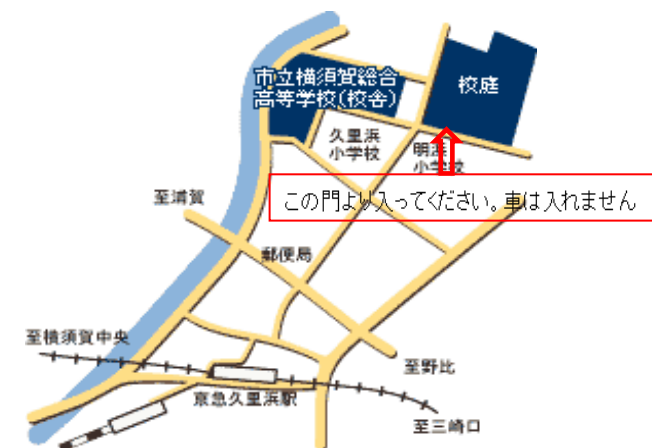 市立横須賀総合
高等学校(校舎)
校庭
久里浜
小学校
明浜
小学校
この門より入ってください。車は入れません
至浦賀
郵便局
至横須賀中央
至野比
京急久里浜駅
至三崎口